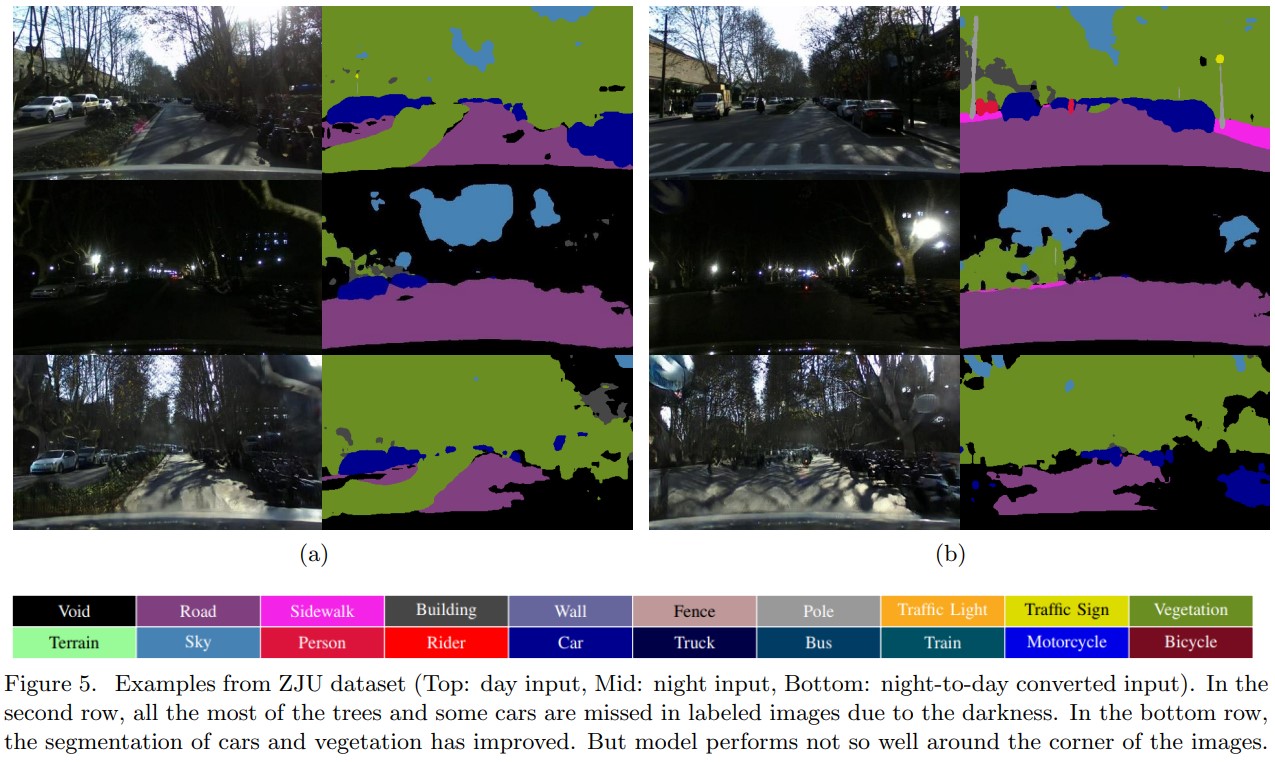 (a)
(b)
Void Road Sidewalk Building Wall Fence Pole Traffic Light Traffic Sign Vegetation
Terrain Sky Person Rider Car Truck Bus Train Motorcycle Bicycle
Figure 5. Examples from ZJU dataset (Top: day input, Mid: night input, Bottom: night-to-day converted input). In the
second row, all the most of the trees and some cars are missed in labeled images due to the darkness. In the bottom row,
the segmentation of cars and vegetation has improved. But model performs not so well around the corner of the images.